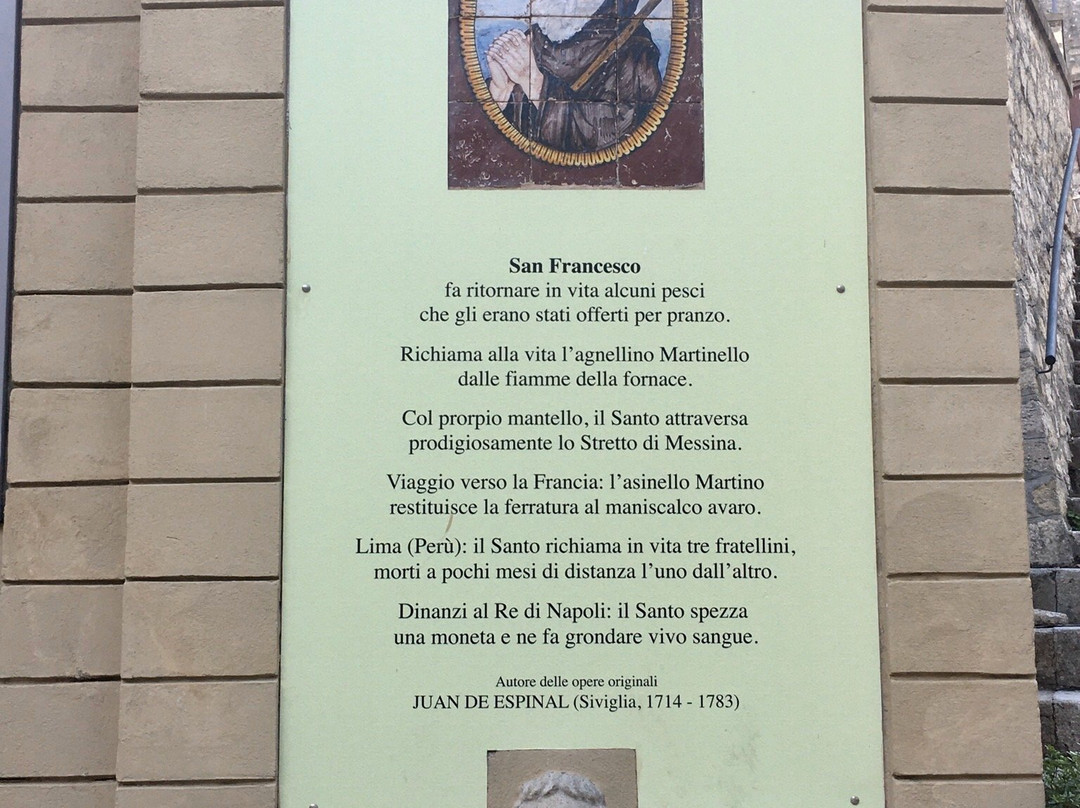 San Francesco
fa ritornare in vita alcuni pesci
che gli erano stati offerti per pranzo.
Richiama alla vita l’agnellino Martinello
dalle fiamme della fornace.
Col prorpio mantello, il Santo attraversa
prodigiosamente lo Stretto di Messina.
Viaggio verso la Francia: l’asinello Martino
restituisce la ferratura al maniscalco avaro.
Lima (Perù): il Santo richiama in vita tre fratellini,
morti a pochi mesi di distanza l’uno dall’altro.
Dinanzi al Re di Napoli: il Santo spezza
una moneta e ne fa grondare vivo sangue.
Autore delle opere originali
JUAN DE ESPINAL (Siviglia, 1714 - 1783)